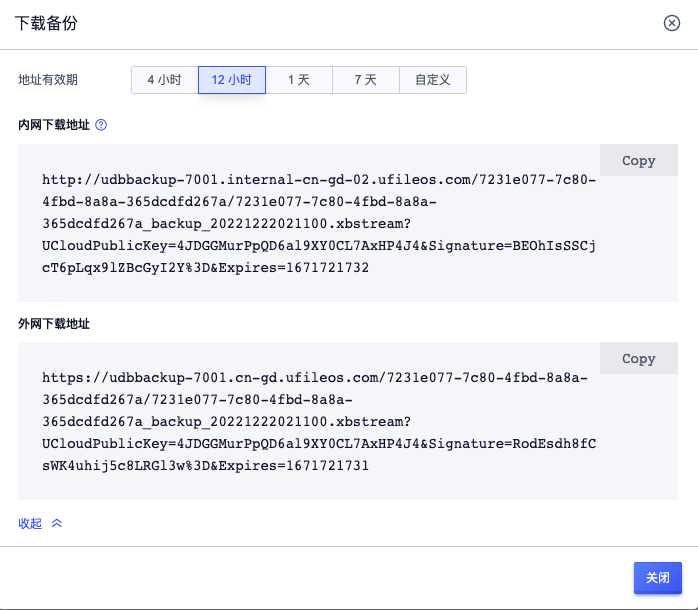 下载备份
地址有效期 4 小时 12 小时 1 天 7 天 自定义
内网下载地址
Copy
http://udbbackup-7001.internal-cn-gd-02.ufileos.com/7231e077-7c80-
4fbd-8a8a-365dcdfd267a/7231e077-7c80-4fbd-8a8a-
365dcdfd267a_backup_20221222021100.xbstream?
UCloudPublicKey=4JDGGMurPpQD6al9XY0CL7AxHP4J4&Signature=BEOhIsSSCj
cT6pLqx9lZBcGyI2Y%3D&Expires=1671721732
外网下载地址
Copy
https://udbbackup-7001.cn-gd.ufileos.com/7231e077-7c80-4fbd-8a8a-
365dcdfd267a/7231e077-7c80-4fbd-8a8a-
365dcdfd267a_backup_20221222021100.xbstream?
UCloudPublicKey=4JDGGMurPpQD6al9XY0CL7AxHP4J4&Signature=RodEsdh8fC
sWK4uhij5c8LRGl3w%3D&Expires=1671721731
收起
关闭